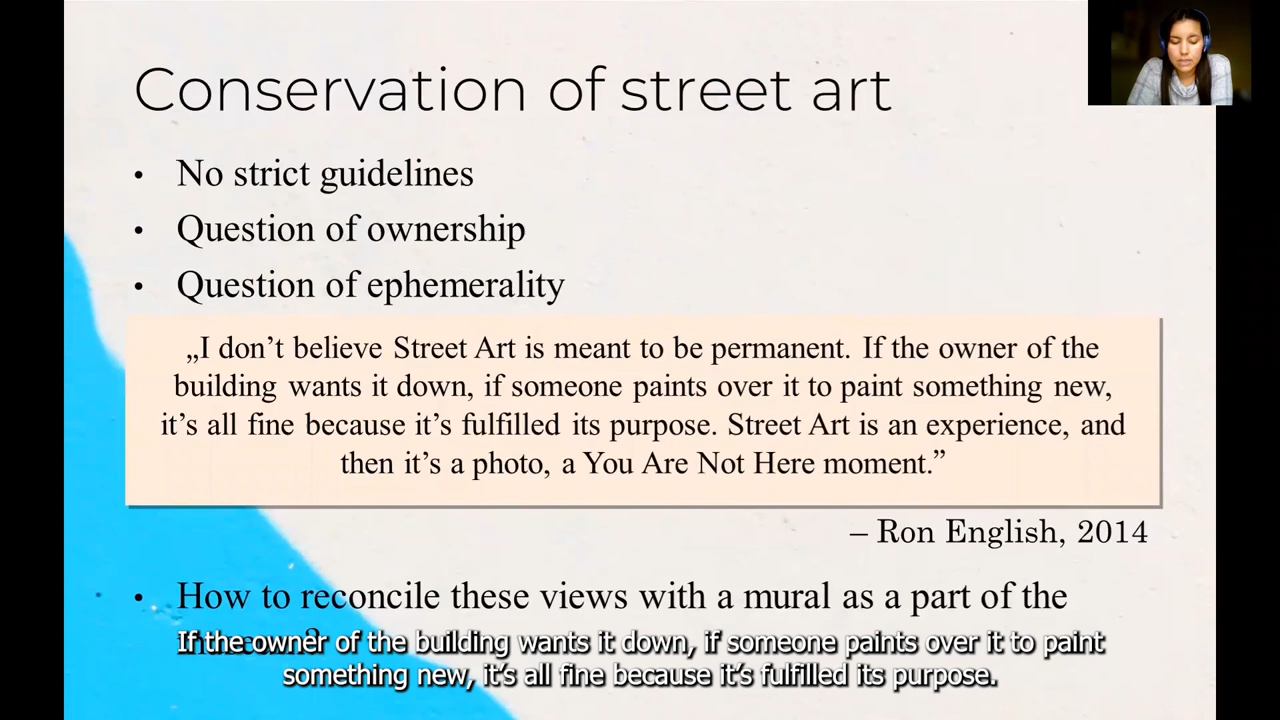 Conservation of street art
• No strict guidelines
• Question of ownership
• Question of ephemerality
„I don’t believe Street Art is meant to be permanent. If the owner of the
building wants it down, if someone paints over it to paint something new,
it’s all fine because it’s fulfilled its purpose. Street Art is an experience, and
then it’s a photo, a You Are Not Here moment.”
– Ron English, 2014
• How to reconcile these views with a mural as a part of the
If the owner of the building wants it down, if someone paints over it to paint
something new, it’s all fine because it’s fulfilled its purpose.